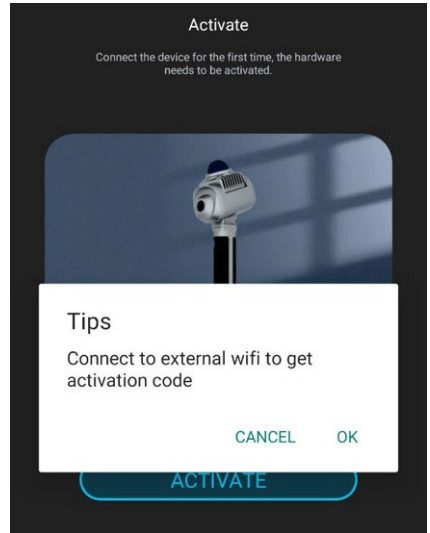 Activate
Connect the device for the first time, the hardware
needs to be activated.
Tips
Connect to external wifi to get
activation code
CANCEL OK
ACTIVATE